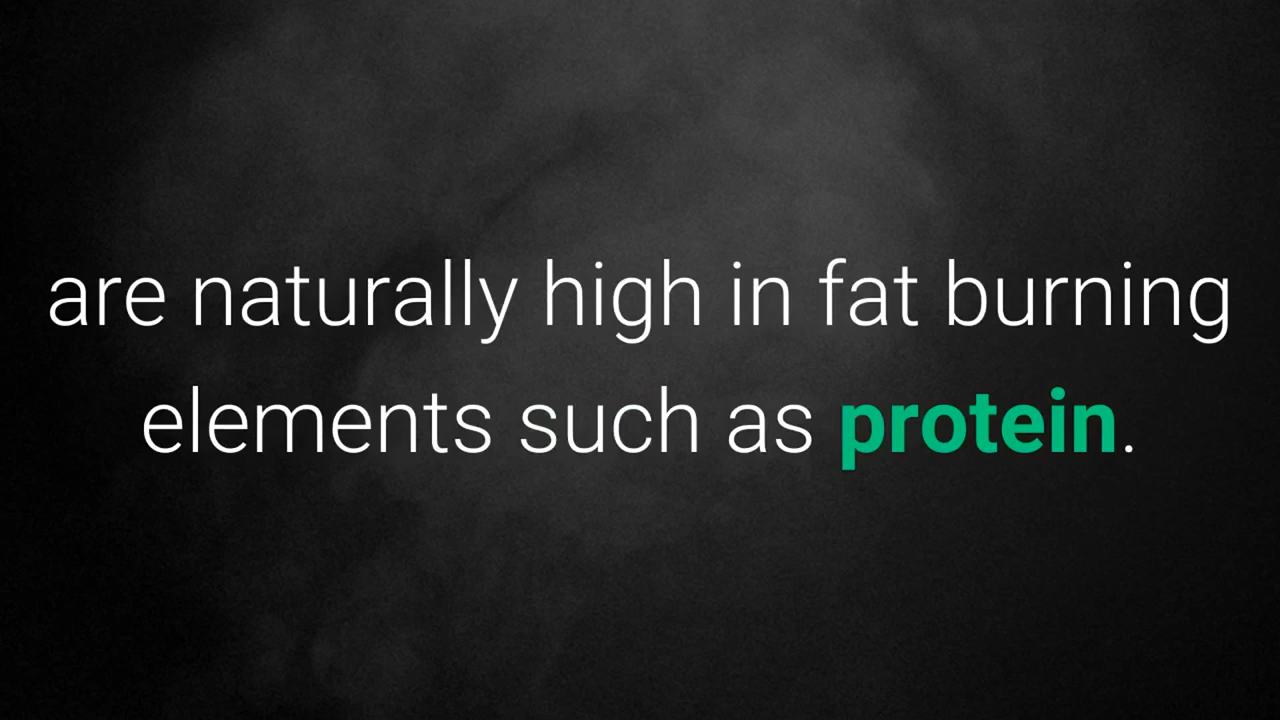 are naturally high in fat burning
elements such as protein.